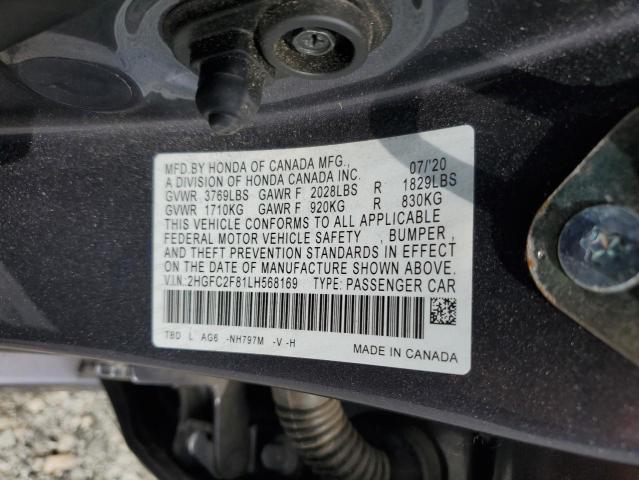 MFD.BY HONDA OF CANADA MFG., 07/'20
A DIVISION OF HONDA CANADA INC.
GVWR 3769LBS GAWR F 2028LBS R 1829LBS
GVWR 1710KG GAWR F 920KG R 830KG
THIS VEHICLE CONFORMS TO ALL APPLICABLE
FEDERAL MOTOR VEHICLE SAFETY , BUMPER ,
AND THEFT PREVENTION STANDARDS IN EFFECT
ON THE DATE OF MANUFACTURE SHOWN ABOVE.
V.I.N.:2HGFC2F81LH568169 TYPE: PASSENGER CAR
TBD L AG6 -NH797M -V -H
MADE IN CANADA